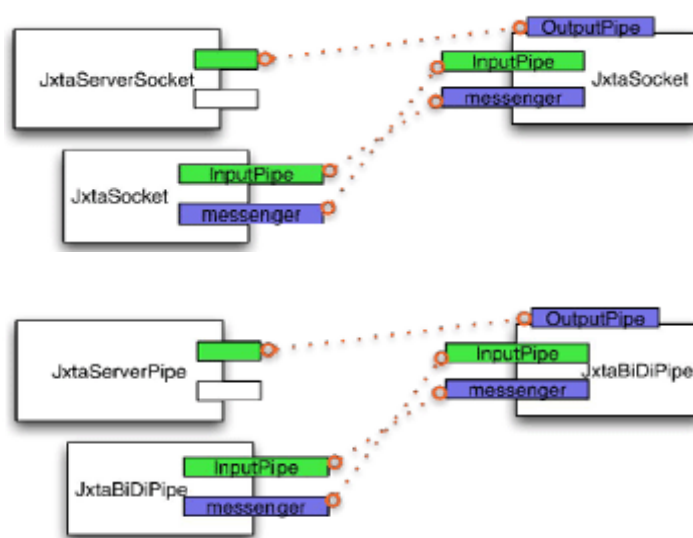 OutputPipe
InputPipe
JxtaServerSocket
JxtaSocket
messenger
InputPipe
JxtaSocket
messenger
OutputPipe
InputPipe
JxtaServerPipe
JxtaBiDiPipe
messenger
InputPipe
JxtaBiDiPipe
messenger